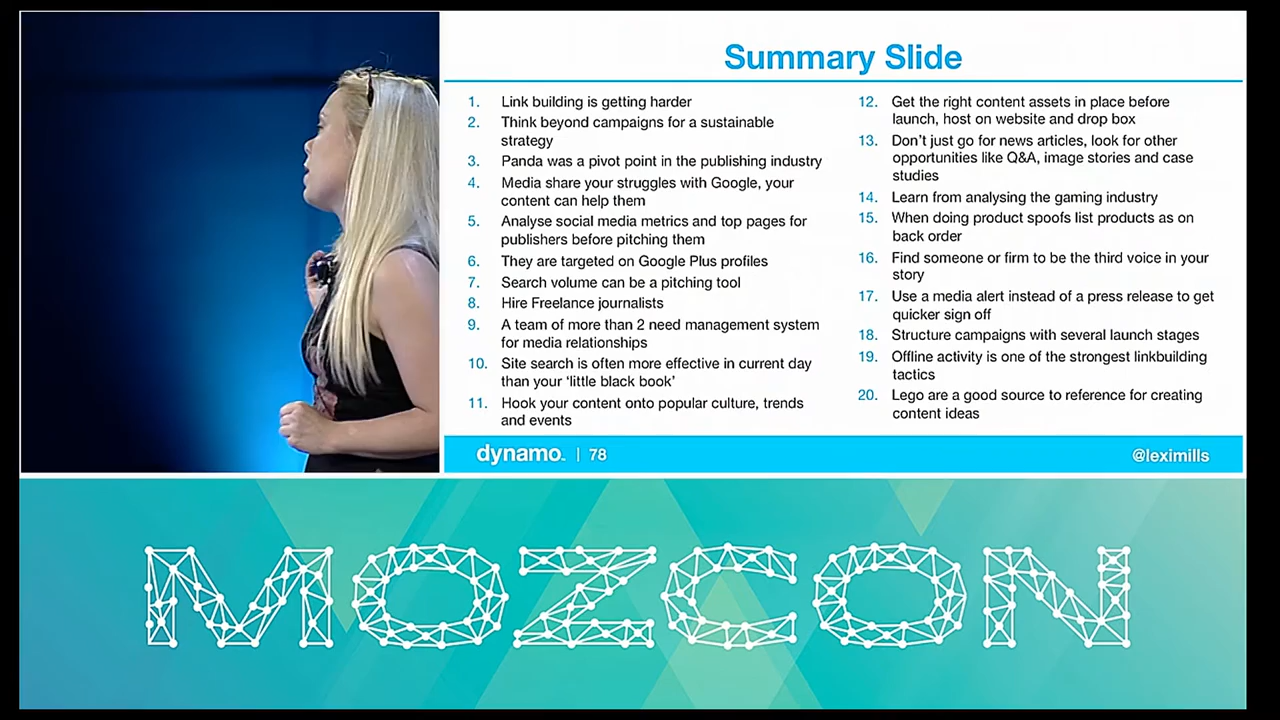 Summary Slide
1. Link building is getting harder
2. Think beyond campaigns for a sustainable
strategy
3. Panda was a pivot point in the publishing industry
4. Media share your struggles with Google, your
content can help them
5. Analyse social media metrics and top pages for
publishers before pitching them
6. They are targeted on Google Plus profiles
7. Search volume can be a pitching tool
8. Hire Freelance journalists
9. A team of more than 2 need management system
for media relationships
10. Site search is often more effective in current day
than your ‘little black book’
11. Hook your content onto popular culture, trends
and events
12. Get the right content assets in place before
launch, host on website and drop box
13. Don’t just go for news articles, look for other
opportunities like Q&A, image stories and case
studies
14. Learn from analysing the gaming industry
15. When doing product spoofs list products as on
back order
16. Find someone or firm to be the third voice in your
story
17. Use a media alert instead of a press release to get
quicker sign off
18. Structure campaigns with several launch stages
19. Offline activity is one of the strongest linkbuilding
tactics
20. Lego are a good source to reference for creating
content ideas
dynamo | 78
@leximills
MOZCON